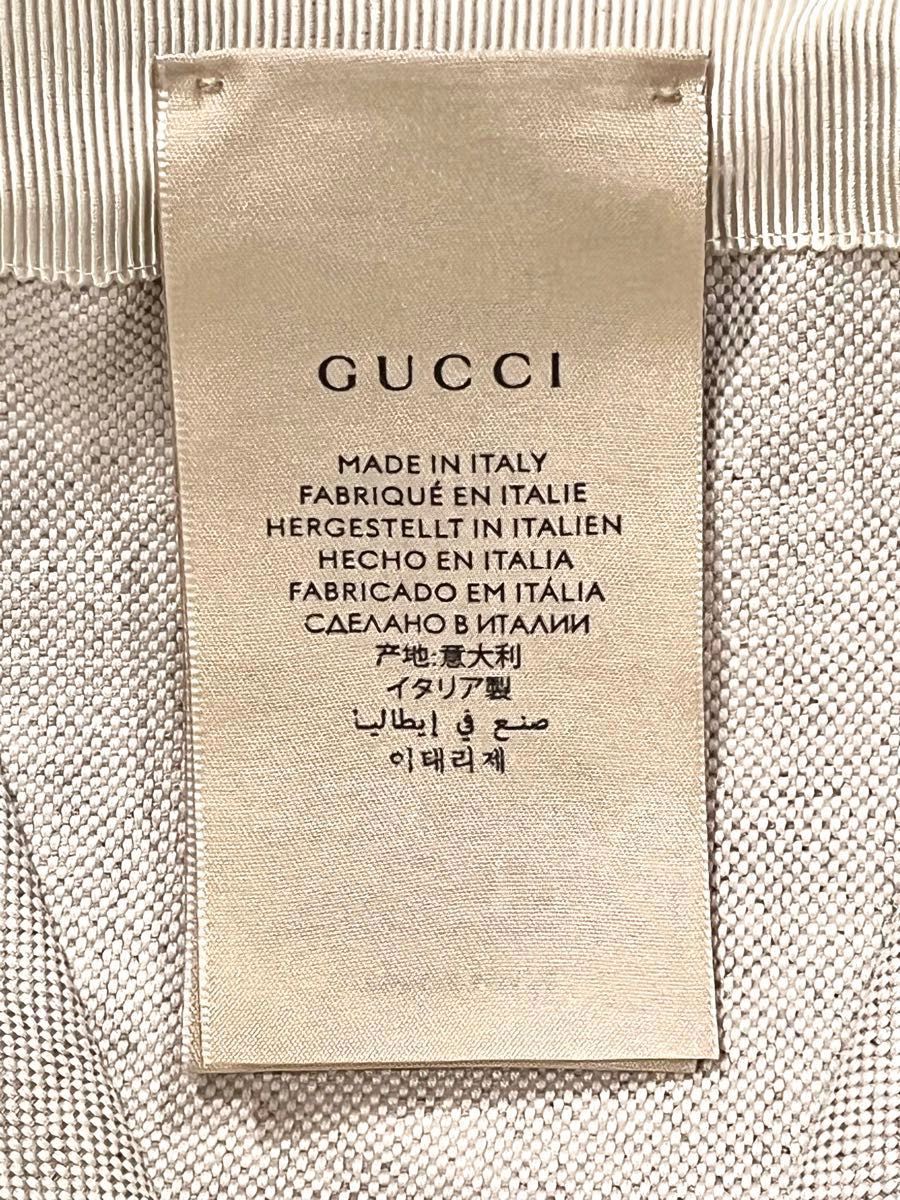 GUCCI
MADE IN ITALY
FABRIQUÉ EN ITALIE
HERGESTELLT IN ITALIEN
HECHO EN ITALIA
FABRICADO EM ITÁLIA
СДЕЛАНО В ИТАЛИИ
产地:意大利
イタリア製
صنع في إيطاليا
이태리제